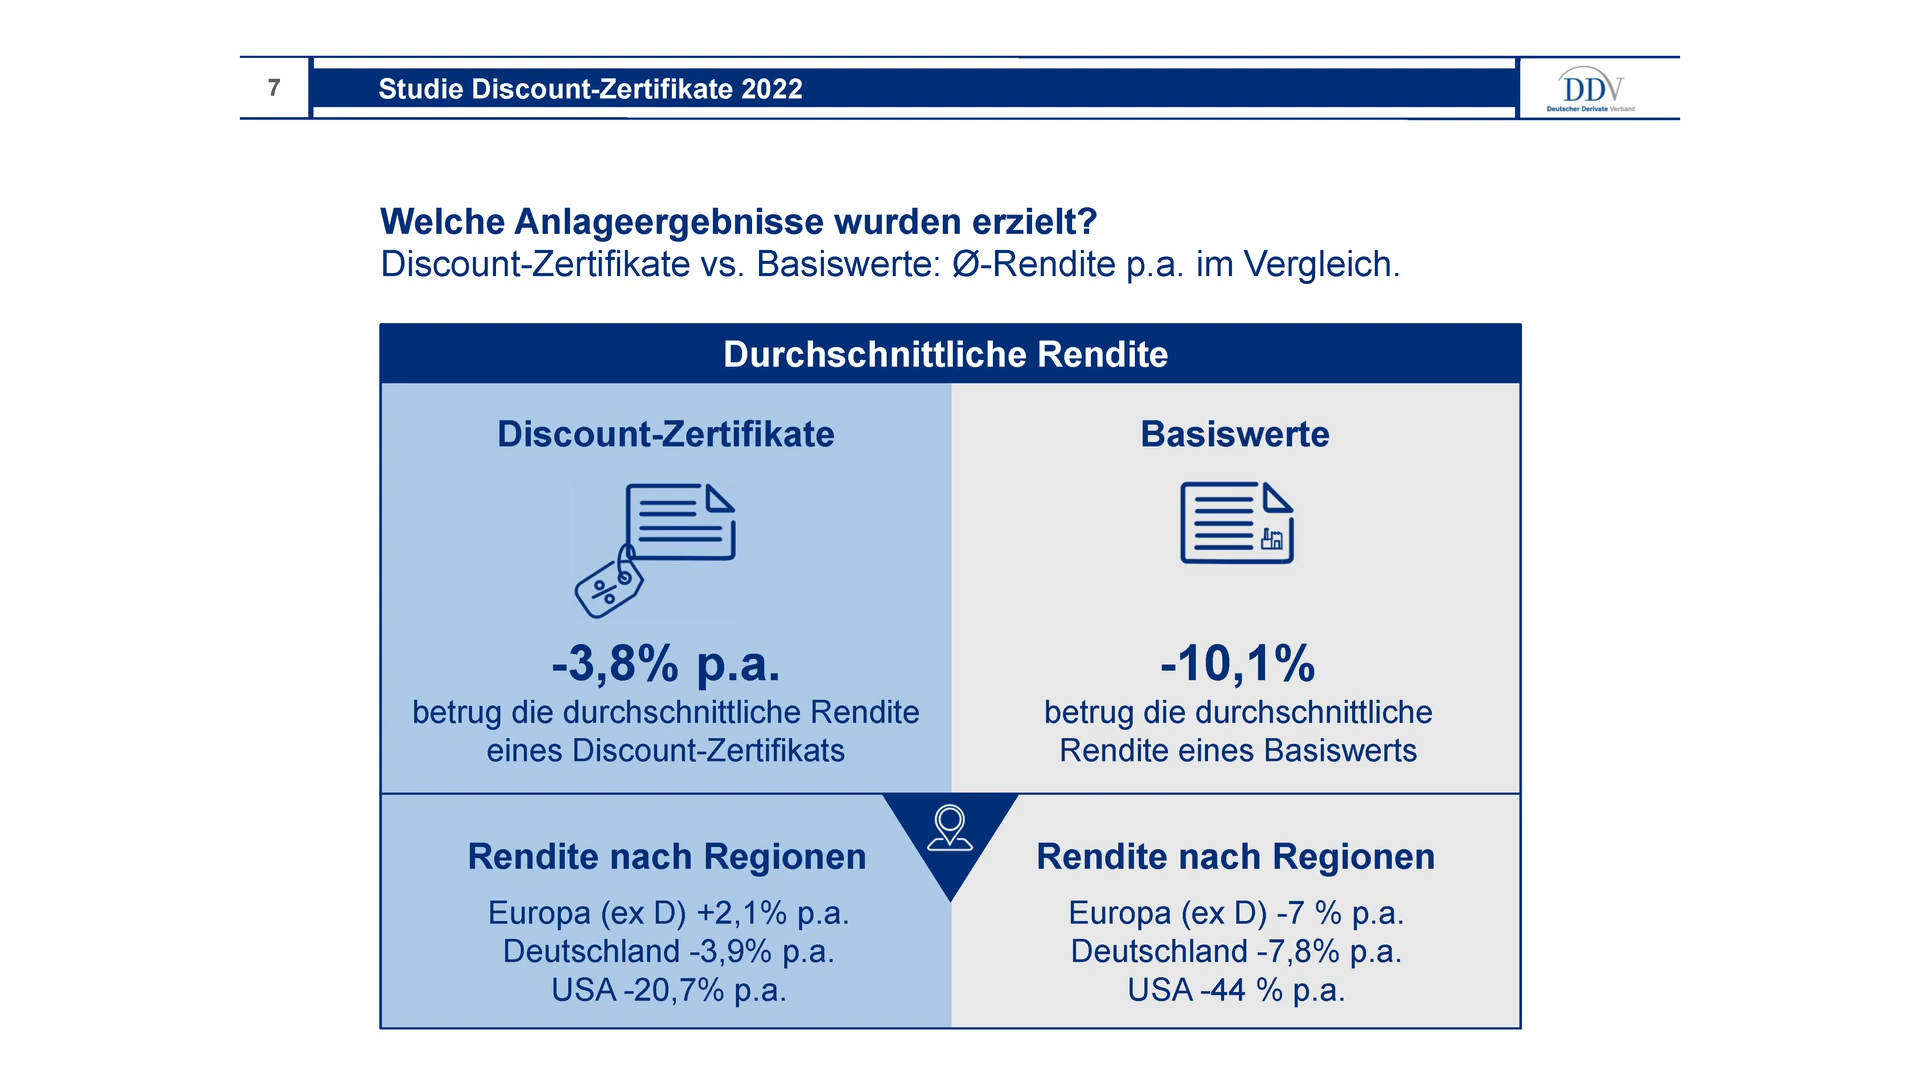 7
Studie Discount-Zertifikate 2022
DDV
Deutscher Derivate Verband
Welche Anlageergebnisse wurden erzielt?
Discount-Zertifikate vs. Basiswerte: Ø-Rendite p.a. im Vergleich.
Durchschnittliche Rendite
Discount-Zertifikate
%
-3,8% p.a.
betrug die durchschnittliche Rendite
eines Discount-Zertifikats
Basiswerte
-10,1%
betrug die durchschnittliche
Rendite eines Basiswerts
Rendite nach Regionen
Europa (ex D) +2,1% p.a.
Deutschland -3,9% p.a.
USA -20,7% p.a.
Rendite nach Regionen
Europa (ex D) -7 % p.a.
Deutschland -7,8% p.a.
USA -44 % p.a.